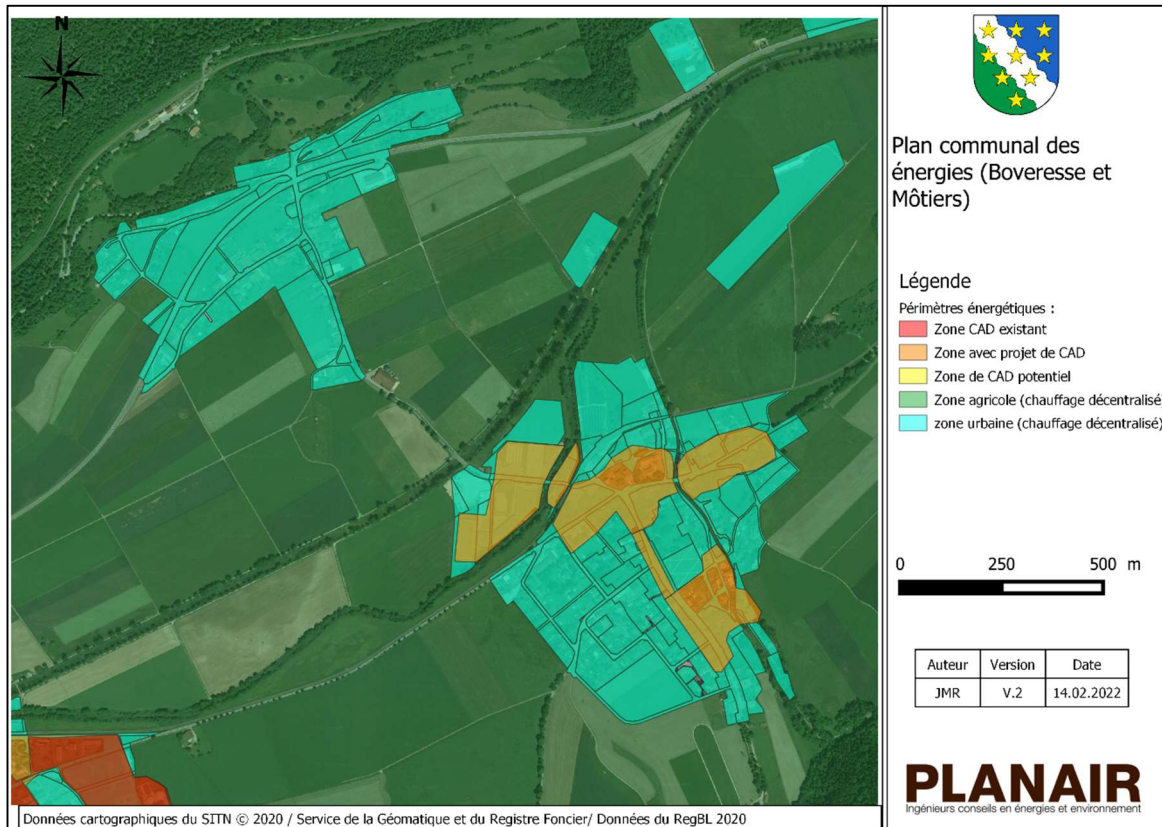 N
Plan communal des
énergies (Boveresse et
Môtiers)
Légende
Périmètres énergétiques :
Zone CAD existant
Zone avec projet de CAD
Zone de CAD potentiel
Zone agricole (chauffage décentralisé
zone urbaine (chauffage décentralisé)
0 250 500 m
Auteur Version Date
JMR V.2 14.02.2022
PLANAIR
Ingénieurs conseils en énergies et environnement
Données cartographiques du SITN © 2020 / Service de la Géomatique et du Registre Foncier/ Données du RegBL 2020